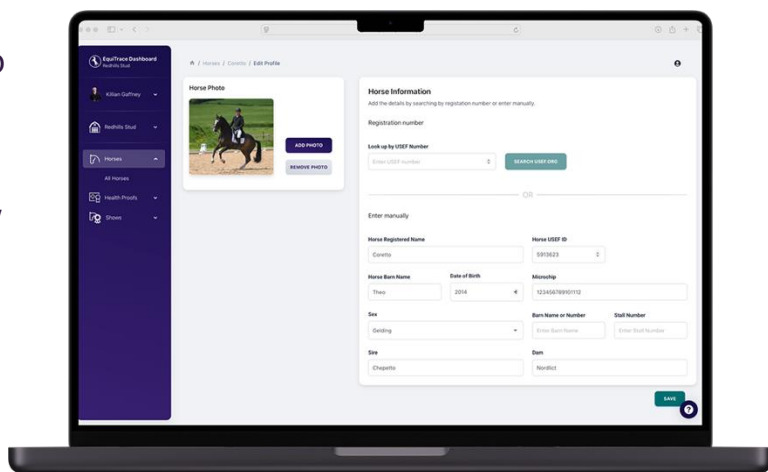 EquiTrace Dashboard
Redhills Stud
Killian Gaffney
Redhills Stud
Horses
All Horses
Health Proofs
Shows
/ Horses / Coretto / Edit Profile
Horse Photo
ADD PHOTO
REMOVE PHOTO
Horse Information
Add the details by searching by registation number or enter manually.
Registration number
Look up by USEF Number
Enter USEF number
SEARCH USEF.ORG
OR
Enter manually
Horse Registered Name
Horse USEF ID
Coretto
5913623
Horse Barn Name
Date of Birth
Microchip
Theo
2014
123456789101112
Sex
Barn Name or Number
Stall Number
Gelding
Enter Barn Name
Enter Stall Number
Sire
Dam
Chepetto
Nordict
SAVE
?